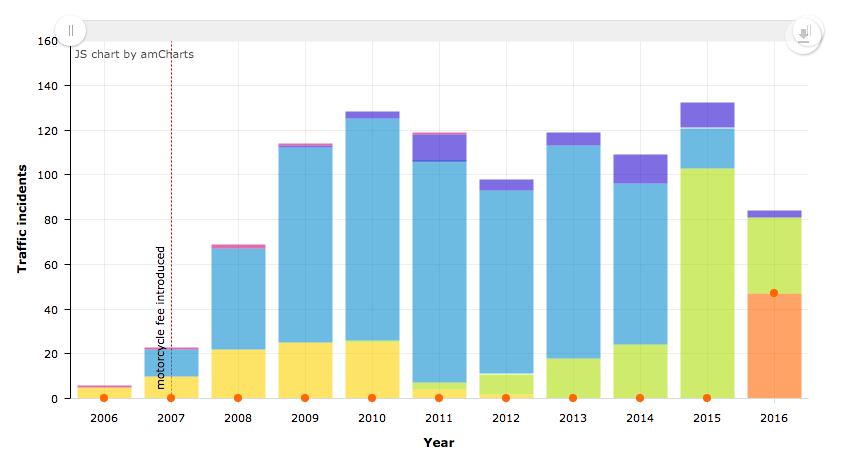 JS chart by amCharts
160
140
120
100
80
60
40
20
0
Traffic incidents
motorcycle fee introduced
2006 2007 2008 2009 2010 2011 2012 2013 2014 2015 2016
Year